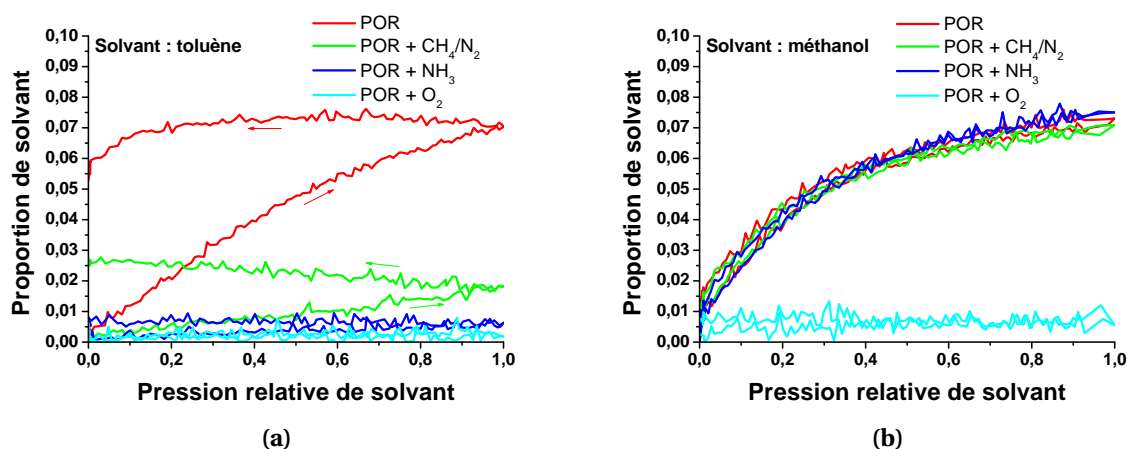 Solvant : toluène
POR
POR + CH4/N2
POR + NH3
POR + O2
0,10
0,09
0,08
0,07
0,06
0,05
0,04
0,03
0,02
0,01
0,00
Proportion de solvant
0,0 0,2 0,4 0,6 0,8 1,0
Pression relative de solvant
(a)
Solvant : méthanol
POR
POR + CH4/N2
POR + NH3
POR + O2
0,10
0,09
0,08
0,07
0,06
0,05
0,04
0,03
0,02
0,01
0,00
Proportion de solvant
0,0 0,2 0,4 0,6 0,8 1,0
Pression relative de solvant
(b)